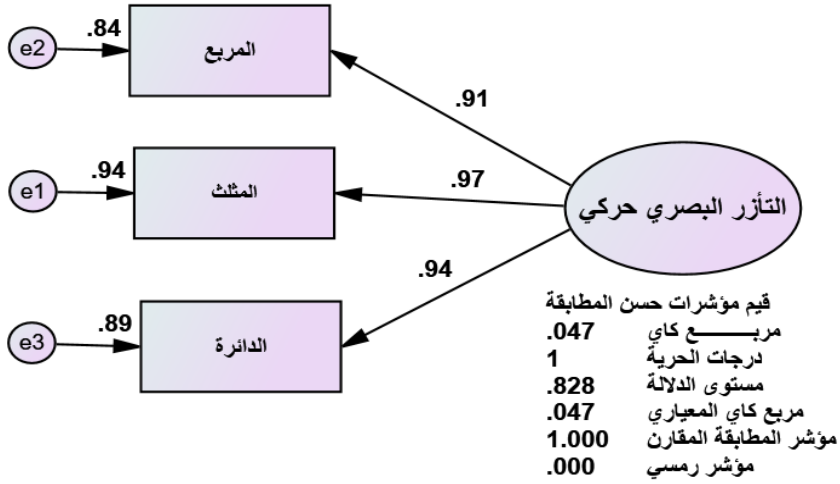 e2
.84
المربع
.91
e1
.94
المثلث
.97
التأزر البصري حركي
.94
e3
.89
الدائرة
قيم مؤشرات حسن المطابقة
مربـــــــع كاي .047
درجات الحرية 1
مستوى الدلالة .828
مربع كاي المعياري .047
مؤشر المطابقة المقارن 1.000
مؤشر رمسي .000